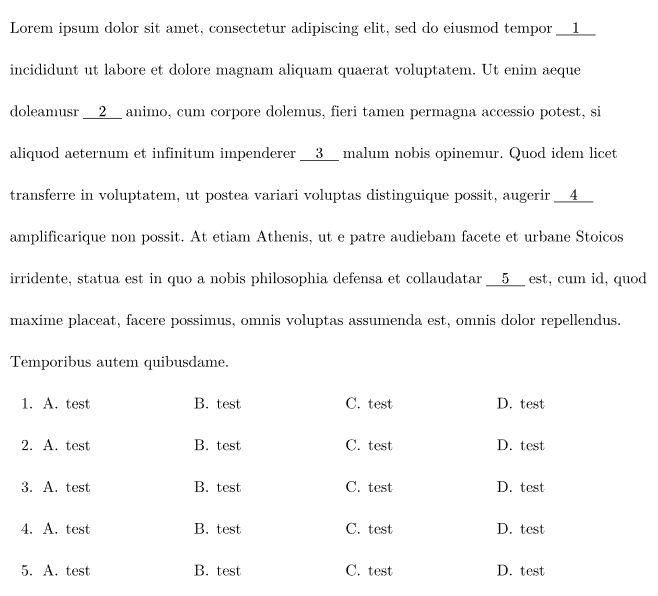 Lorem ipsum dolor sit amet, consectetur adipiscing elit, sed do eiusmod tempor __1__
incididunt ut labore et dolore magnam aliquam quaerat voluptatem. Ut enim aeque
doleamusr __2__ animo, cum corpore dolemus, fieri tamen permagna accessio potest, si
aliquod aeternum et infinitum impenderer __3__ malum nobis opinemur. Quod idem licet
transferre in voluptatem, ut postea variari voluptas distinguique possit, augerir __4__
amplificarique non possit. At etiam Athenis, ut e patre audiebam facete et urbane Stoicos
irridente, statua est in quo a nobis philosophia defensa et collaudatar __5__ est, cum id, quod
maxime placeat, facere possimus, omnis voluptas assumenda est, omnis dolor repellendus.
Temporibus autem quibusdame.
1. A. test B. test C. test D. test
2. A. test B. test C. test D. test
3. A. test B. test C. test D. test
4. A. test B. test C. test D. test
5. A. test B. test C. test D. test